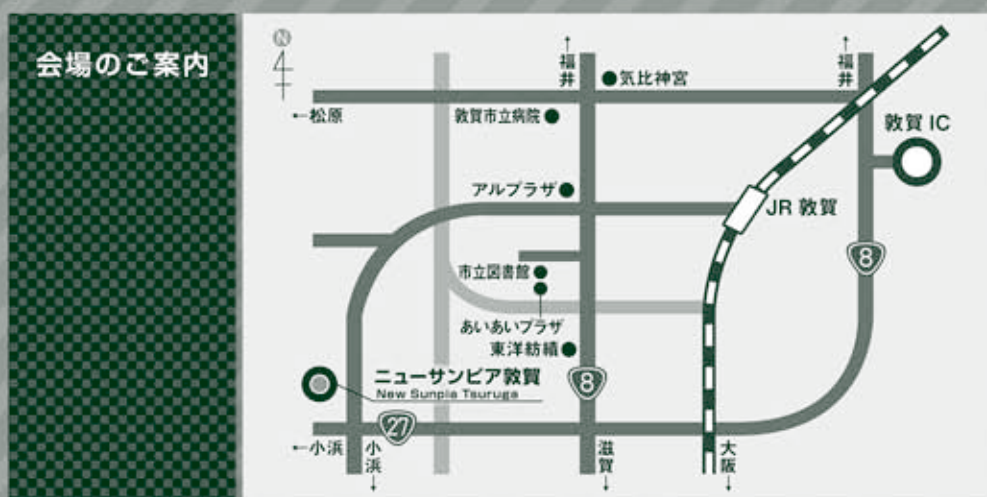 会場のご案内
N
↑福井
↑福井
気比神宮
←松原
敦賀市立病院
敦賀 IC
アルプラザ
JR 敦賀
8
市立図書館
あいあいプラザ
東洋紡績
ニューサンピア敦賀
New Sunpia Tsuruga
8
27
←小浜
小浜↓
滋賀↓
大阪↓